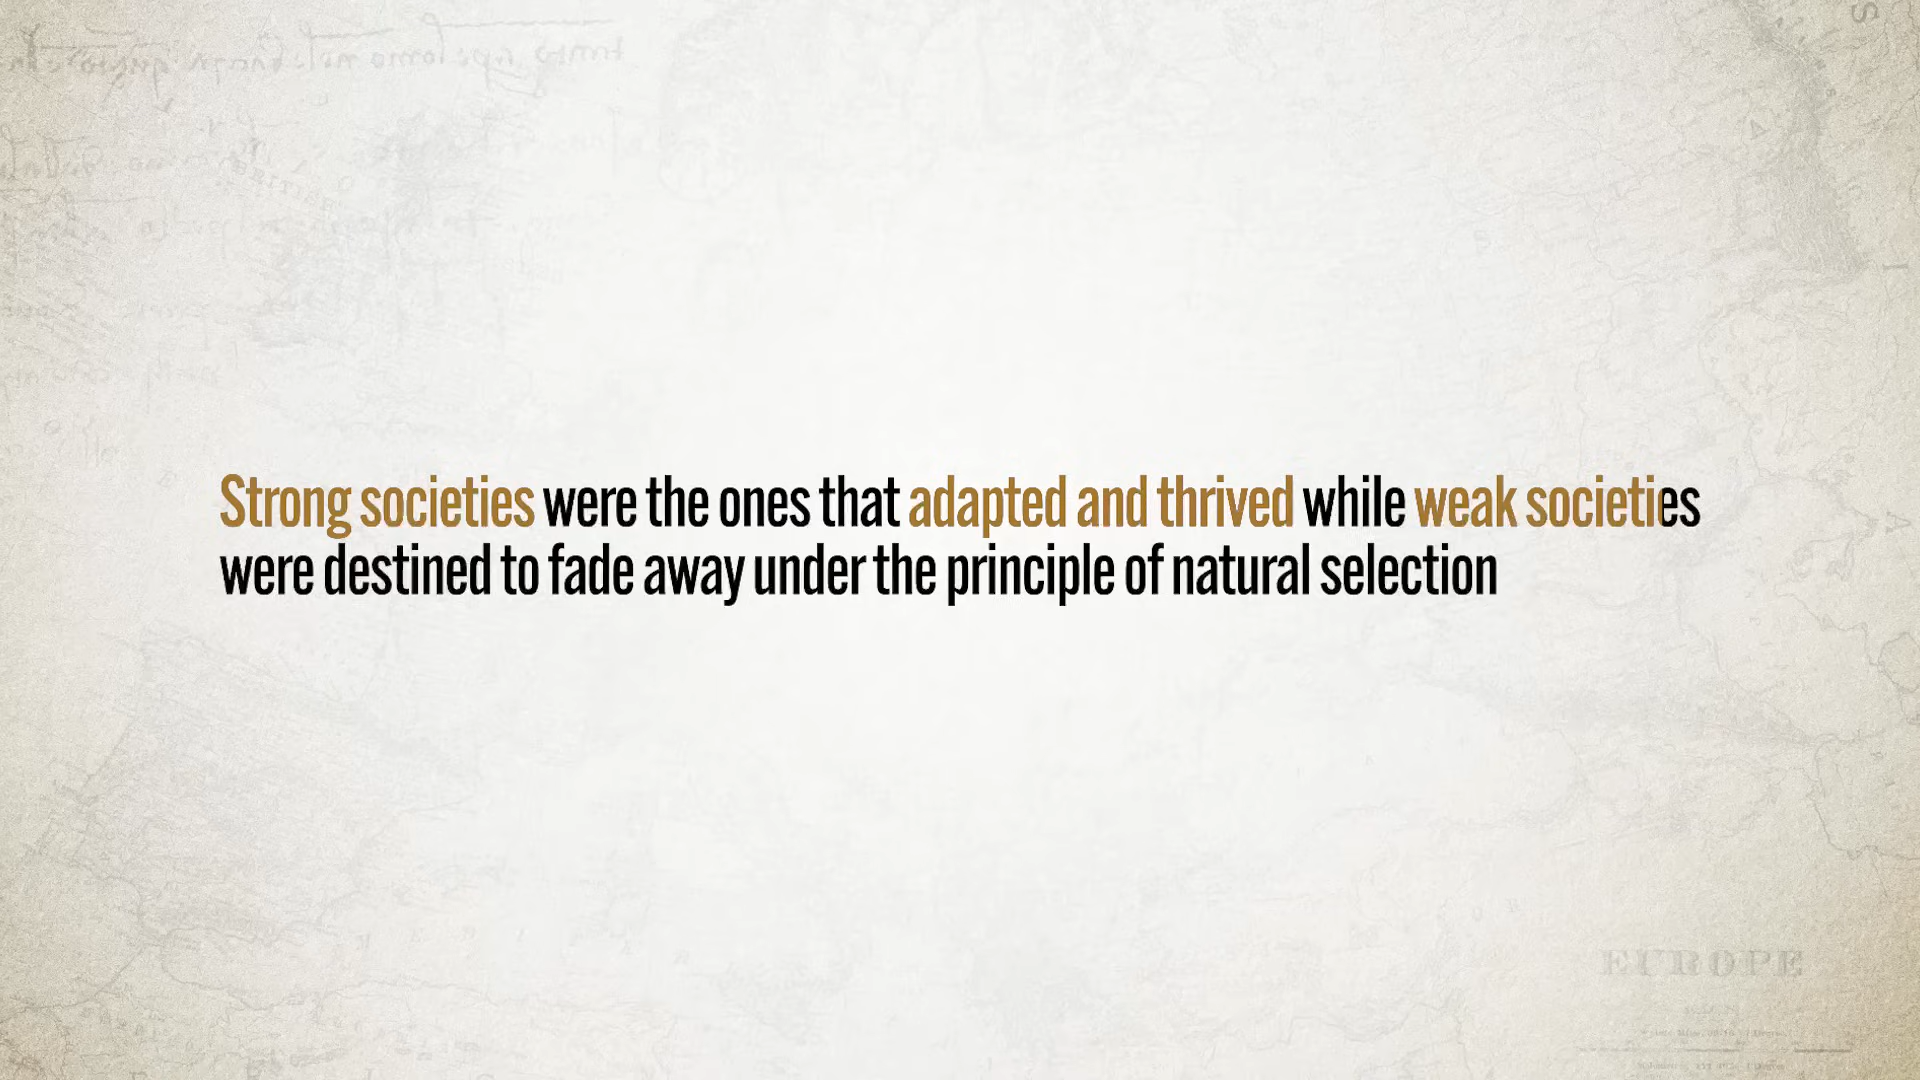 Strong societies were the ones that adapted and thrived while weak societies
were destined to fade away under the principle of natural selection
EUROPE